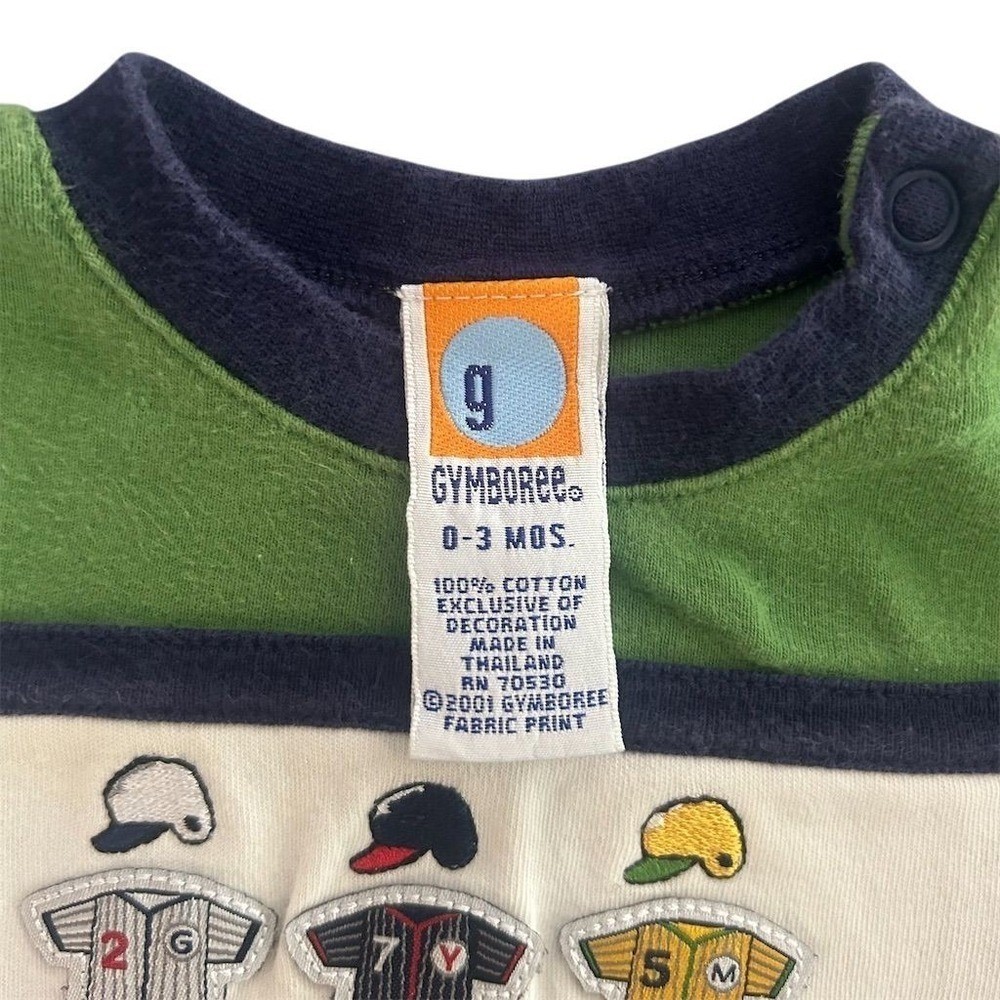 g
GYMBOREE®
0-3 MOS.
100% COTTON
EXCLUSIVE OF
DECORATION
MADE IN
THAILAND
RN 70530
©2001 GYMBOREE
FABRIC PRINT
2 G
7 Y
5 M